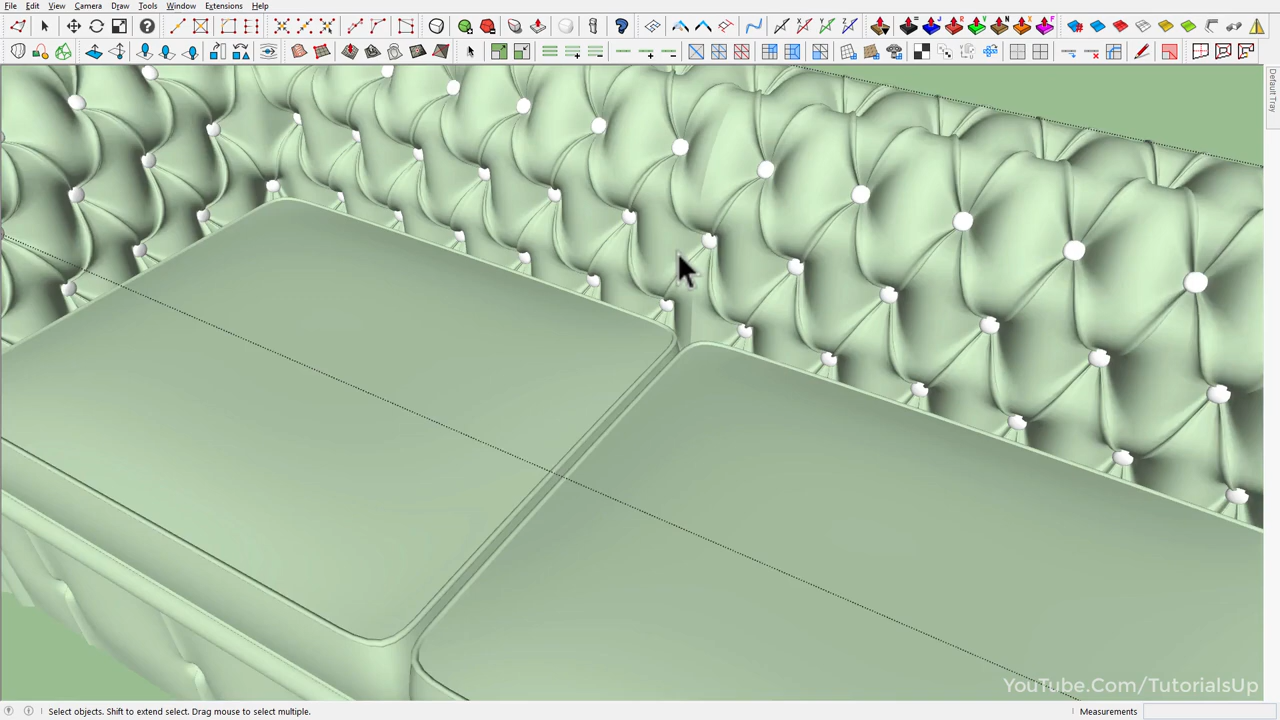 File Edit View Camera Draw Tools Window Extensions Help
Default Tray
YouTube.Com/TutorialsUp
Select objects. Shift to extend select. Drag mouse to select multiple.
Measurements